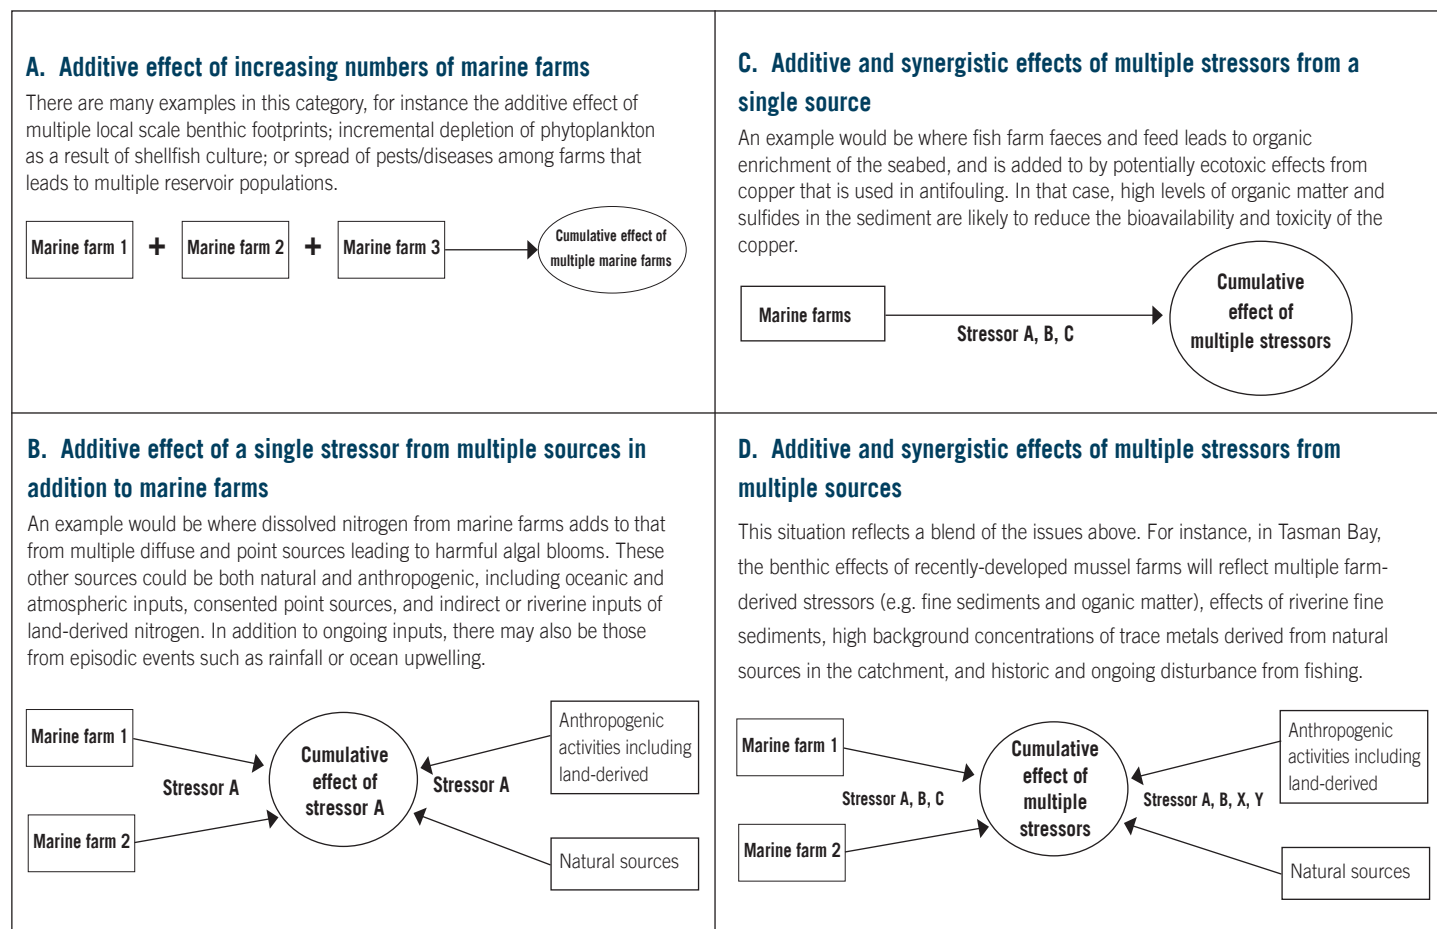 A. Additive effect of increasing numbers of marine farms
There are many examples in this category, for instance the additive effect of
multiple local scale benthic footprints; incremental depletion of phytoplankton
as a result of shellfish culture; or spread of pests/diseases among farms that
leads to multiple reservoir populations.
Marine farm 1 + Marine farm 2 + Marine farm 3
Cumulative effect of
multiple marine farms
B. Additive effect of a single stressor from multiple sources in
addition to marine farms
An example would be where dissolved nitrogen from marine farms adds to that
from multiple diffuse and point sources leading to harmful algal blooms. These
other sources could be both natural and anthropogenic, including oceanic and
atmospheric inputs, consented point sources, and indirect or riverine inputs of
land-derived nitrogen. In addition to ongoing inputs, there may also be those
from episodic events such as rainfall or ocean upwelling.
Marine farm 1
Stressor A
Marine farm 2
Cumulative
effect of
stressor A
Stressor A
Anthropogenic
activities including
land-derived
Natural sources
C. Additive and synergistic effects of multiple stressors from a
single source
An example would be where fish farm faeces and feed leads to organic
enrichment of the seabed, and is added to by potentially ecotoxic effects from
copper that is used in antifouling. In that case, high levels of organic matter and
sulfides in the sediment are likely to reduce the bioavailability and toxicity of the
copper.
Marine farms
Stressor A, B, C
Cumulative
effect of
multiple stressors
D. Additive and synergistic effects of multiple stressors from
multiple sources
This situation reflects a blend of the issues above. For instance, in Tasman Bay,
the benthic effects of recently-developed mussel farms will reflect multiple farm-
derived stressors (e.g. fine sediments and oganic matter), effects of riverine fine
sediments, high background concentrations of trace metals derived from natural
sources in the catchment, and historic and ongoing disturbance from fishing.
Marine farm 1
Stressor A, B, C
Marine farm 2
Cumulative
effect of
multiple
stressors
Stressor A, B, X, Y
Anthropogenic
activities including
land-derived
Natural sources